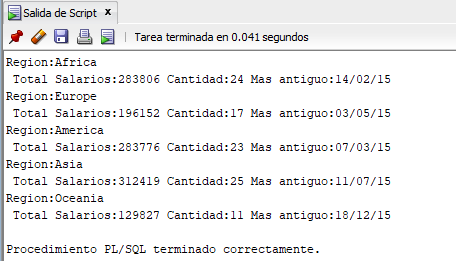 Salida de Script x
Tarea terminada en 0.041 segundos
Region:Africa
Total Salarios:283806 Cantidad:24 Mas antiguo:14/02/15
Region:Europe
Total Salarios:196152 Cantidad:17 Mas antiguo:03/05/15
Region:America
Total Salarios:283776 Cantidad:23 Mas antiguo:07/03/15
Region:Asia
Total Salarios:312419 Cantidad:25 Mas antiguo:11/07/15
Region:Oceania
Total Salarios:129827 Cantidad:11 Mas antiguo:18/12/15
Procedimiento PL/SQL terminado correctamente.